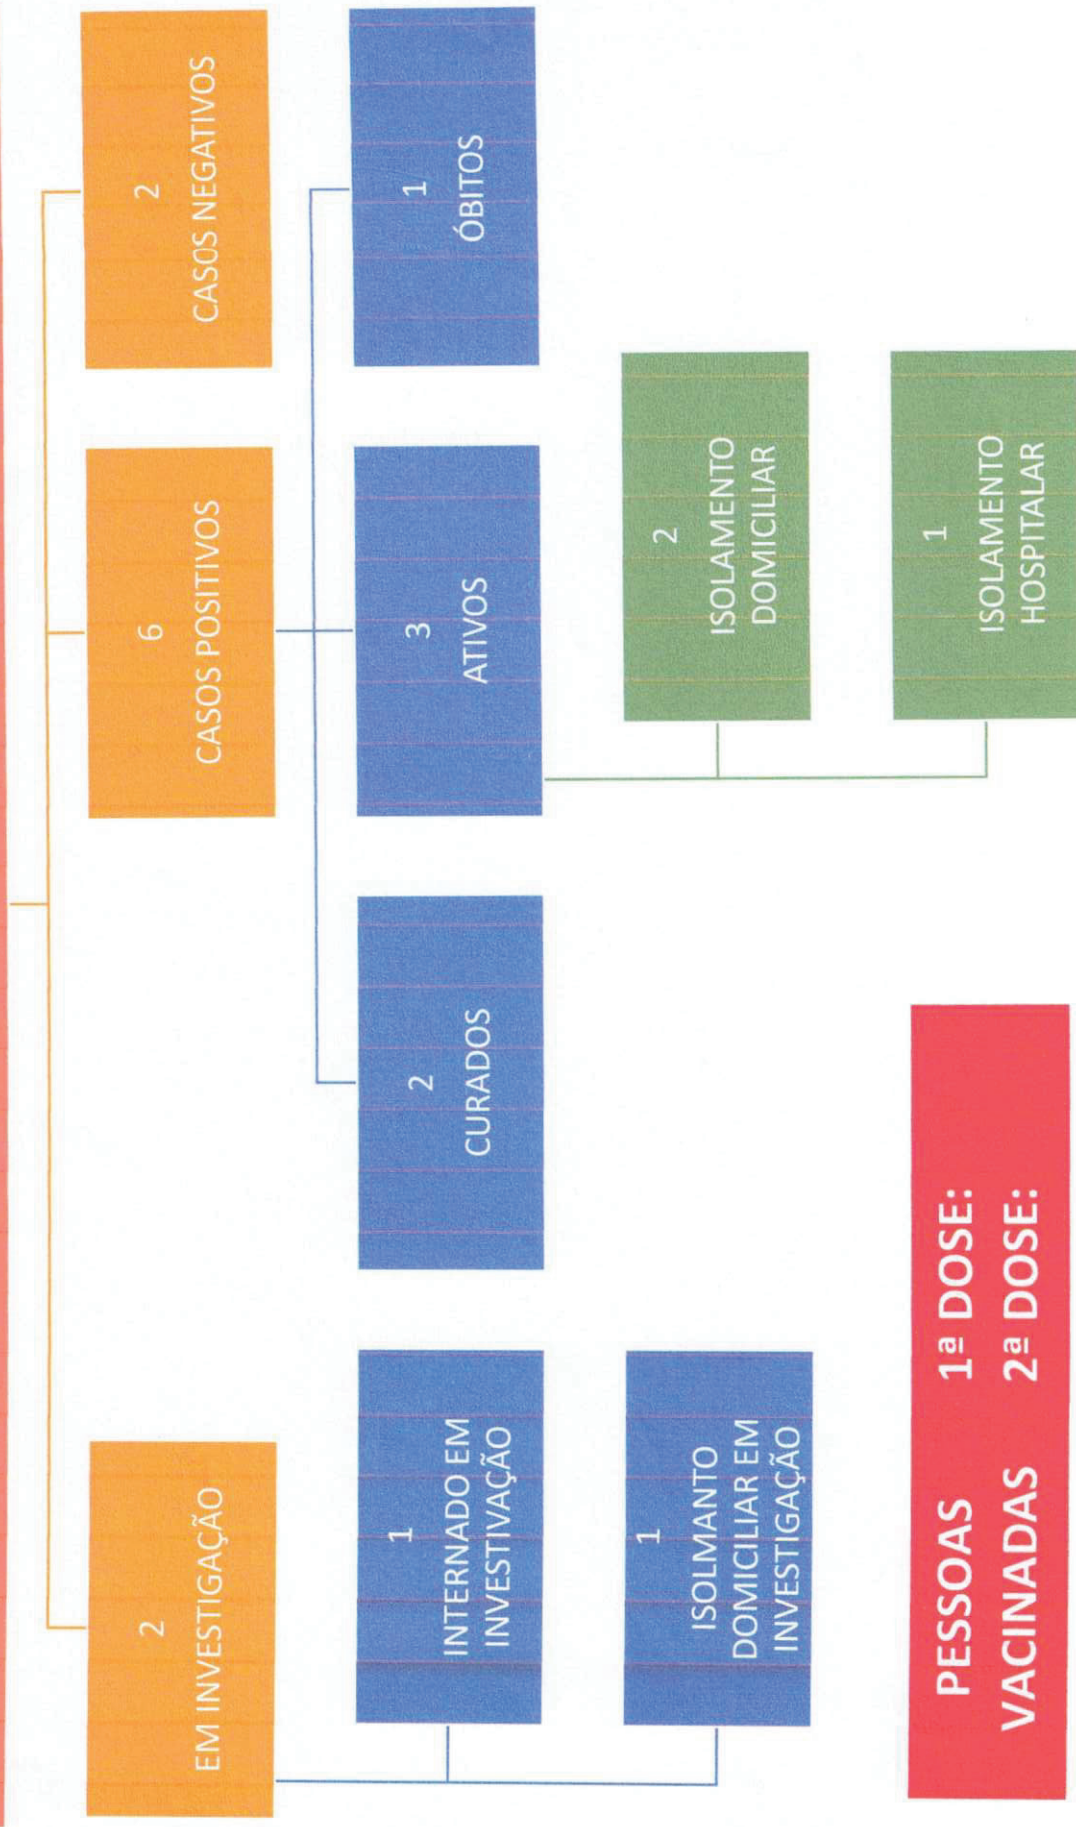 2
EM INVESTIGAÇÃO
6
CASOS POSITIVOS
2
CASOS NEGATIVOS
1
INTERNADO EM
INVESTIVAÇÃO
2
CURADOS
3
ATIVOS
1
ÓBITOS
1
ISOLMANTO
DOMICILIAR EM
INVESTIGAÇÃO
2
ISOLAMENTO
DOMICILIAR
1
ISOLAMENTO
HOSPITALAR
PESSOAS 1ª DOSE:
VACINADAS 2ª DOSE: